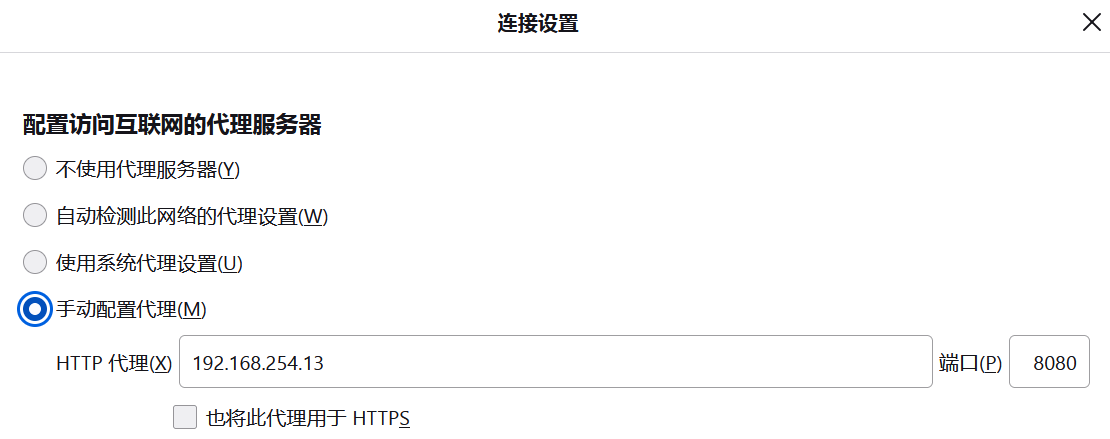 连接设置
配置访问互联网的代理服务器
不使用代理服务器(Y)
自动检测此网络的代理设置(W)
使用系统代理设置(U)
手动配置代理(M)
HTTP 代理(X) 192.168.254.13 端口(P) 8080
也将此代理用于 HTTPS